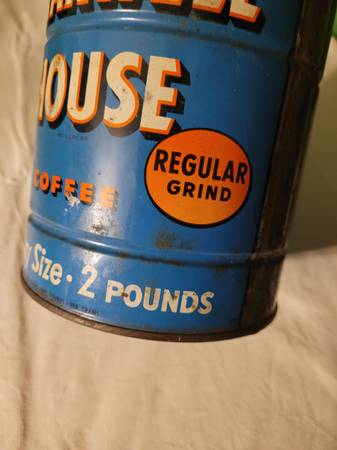 HOUSE
COFFEE
REGULAR
GRIND
Size · 2 POUNDS